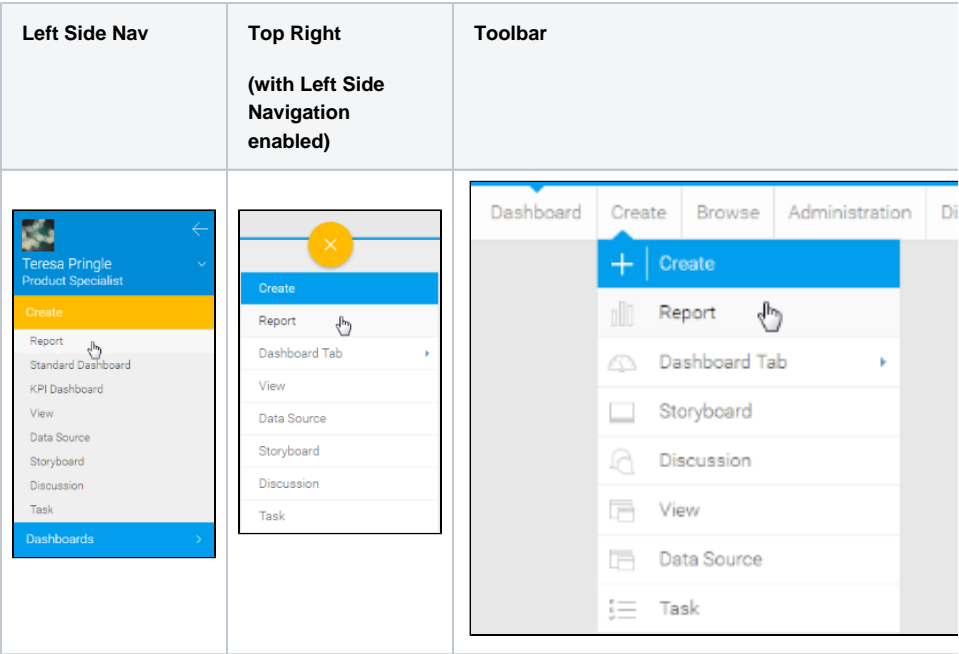 Left Side Nav
Top Right
(with Left Side
Navigation
enabled)
Toolbar
Teresa Pringle
Product Specialist
Create
Report
Standard Dashboard
KPI Dashboard
View
Data Source
Storyboard
Discussion
Task
Dashboards
Create
Report
Dashboard Tab
View
Data Source
Storyboard
Discussion
Task
Dashboard Create Browse Administration Di
Create
Report
Dashboard Tab
Storyboard
Discussion
View
Data Source
Task